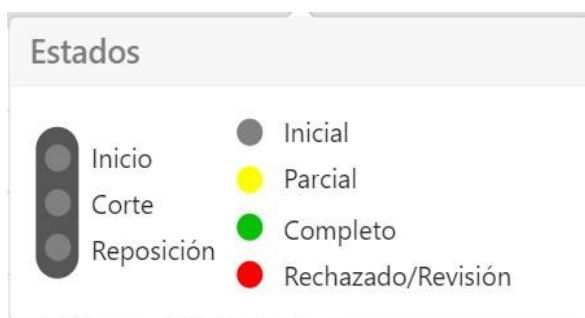 Estados
Inicio
Corte
Reposición
Inicial
Parcial
Completo
Rechazado/Revisión